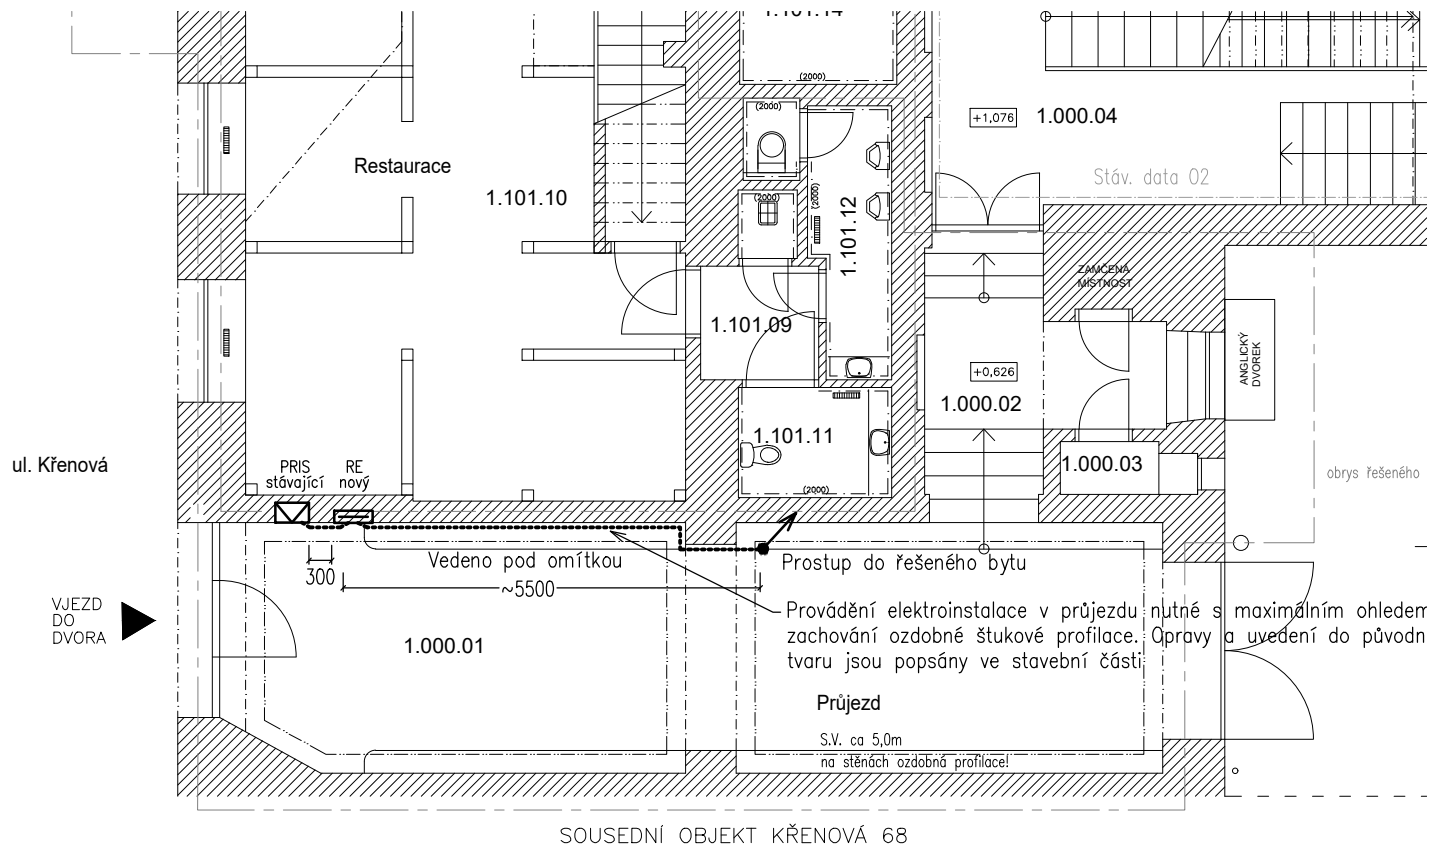 1.101.14
(2000)
(2000)
+1,076
1.000.04
Restaurace
Stáv. data 02
1.101.10
(2000)
(2000)
1.101.12
ZAMČENÁ
MÍSTNOST
1.101.09
ANGLICKÝ
DVOREK
+0,626
1.000.02
1.101.11
ul. Křenová
PRIS
stávající
RE
nový
1.000.03
obrys řešeného
(2000)
Vedeno pod omítkou
Prostup do řešeného bytu
300
~5500
VJEZD
DO
DVORA
Provádění elektroinstalace v průjezdu nutné s maximálním ohledem
zachování ozdobné štukové profilace. Opravy a uvedení do původn
tvaru jsou popsány ve stavební části
1.000.01
Průjezd
S.V. ca 5,0m
na stěnách ozdobná profilace!
SOUSEDNÍ OBJEKT KŘENOVÁ 68